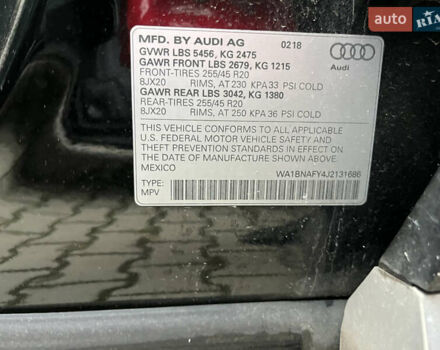 auto RIA
MFD. BY AUDI AG 0218
GVWR LBS 5456, KG 2475
GAWR FRONT LBS 2679, KG 1215
FRONT-TIRES 255/45 R20
8JX20 RIMS, AT 230 KPA 33 PSI COLD
GAWR REAR LBS 3042, KG 1380
REAR-TIRES 255/45 R20
8JX20 RIMS, AT 250 KPA 36 PSI COLD
Audi
THIS VEHICLE CONFORMS TO ALL APPLICABLE
U.S. FEDERAL MOTOR VEHICLE SAFETY AND
THEFT PREVENTION STANDARDS IN EFFECT ON
THE DATE OF MANUFACTURE SHOWN ABOVE.
MEXICO WA1BNAFY4J2131686
TYPE:
MPV